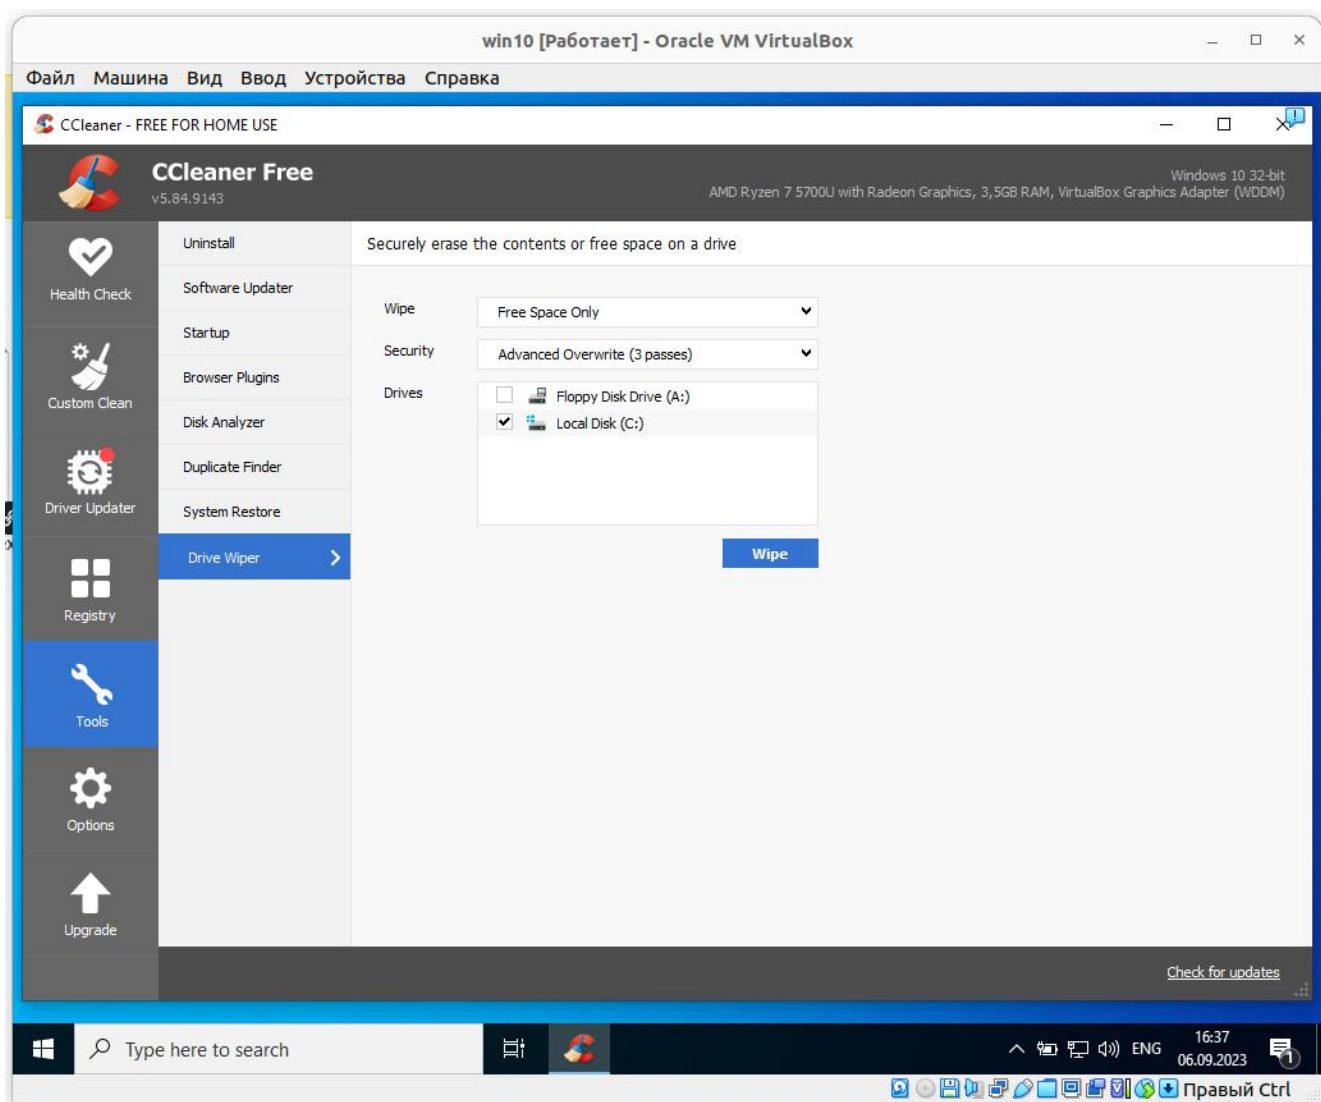 win10 [Работает] - Oracle VM VirtualBox
Файл Машина Вид Ввод Устройства Справка
CCleaner - FREE FOR HOME USE
CCleaner Free
v5.84.9143
Windows 10 32-bit
AMD Ryzen 7 5700U with Radeon Graphics, 3,5GB RAM, VirtualBox Graphics Adapter (WDDM)
Health Check
Custom Clean
Driver Updater
Registry
Tools
Options
Upgrade
Uninstall
Software Updater
Startup
Browser Plugins
Disk Analyzer
Duplicate Finder
System Restore
Drive Wiper
Securely erase the contents or free space on a drive
Wipe
Free Space Only
Security
Advanced Overwrite (3 passes)
Drives
Floppy Disk Drive (A:)
Local Disk (C:)
Wipe
Check for updates
Type here to search
ENG
16:37
06.09.2023
1
Правый Ctrl